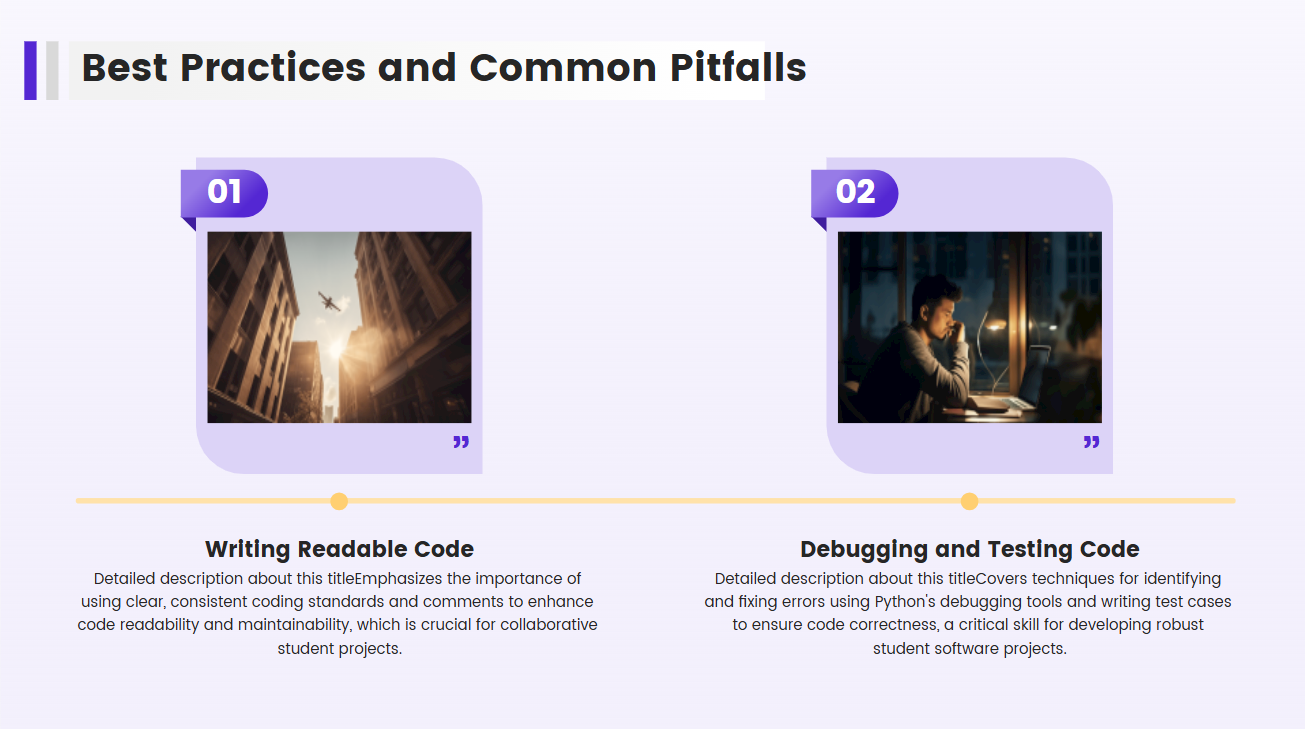 Best Practices and Common Pitfalls
01
02
”
”
Writing Readable Code
Detailed description about this titleEmphasizes the importance of
using clear, consistent coding standards and comments to enhance
code readability and maintainability, which is crucial for collaborative
student projects.
Debugging and Testing Code
Detailed description about this titleCovers techniques for identifying
and fixing errors using Python's debugging tools and writing test cases
to ensure code correctness, a critical skill for developing robust
student software projects.